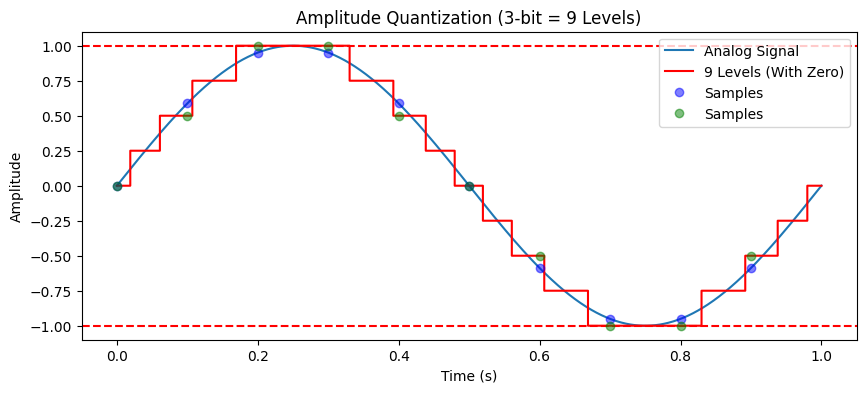 Amplitude Quantization (3-bit = 9 Levels)
Analog Signal
9 Levels (With Zero)
Samples
Samples
Amplitude
1.00
0.75
0.50
0.25
0.00
−0.25
−0.50
−0.75
−1.00
0.0 0.2 0.4 0.6 0.8 1.0
Time (s)